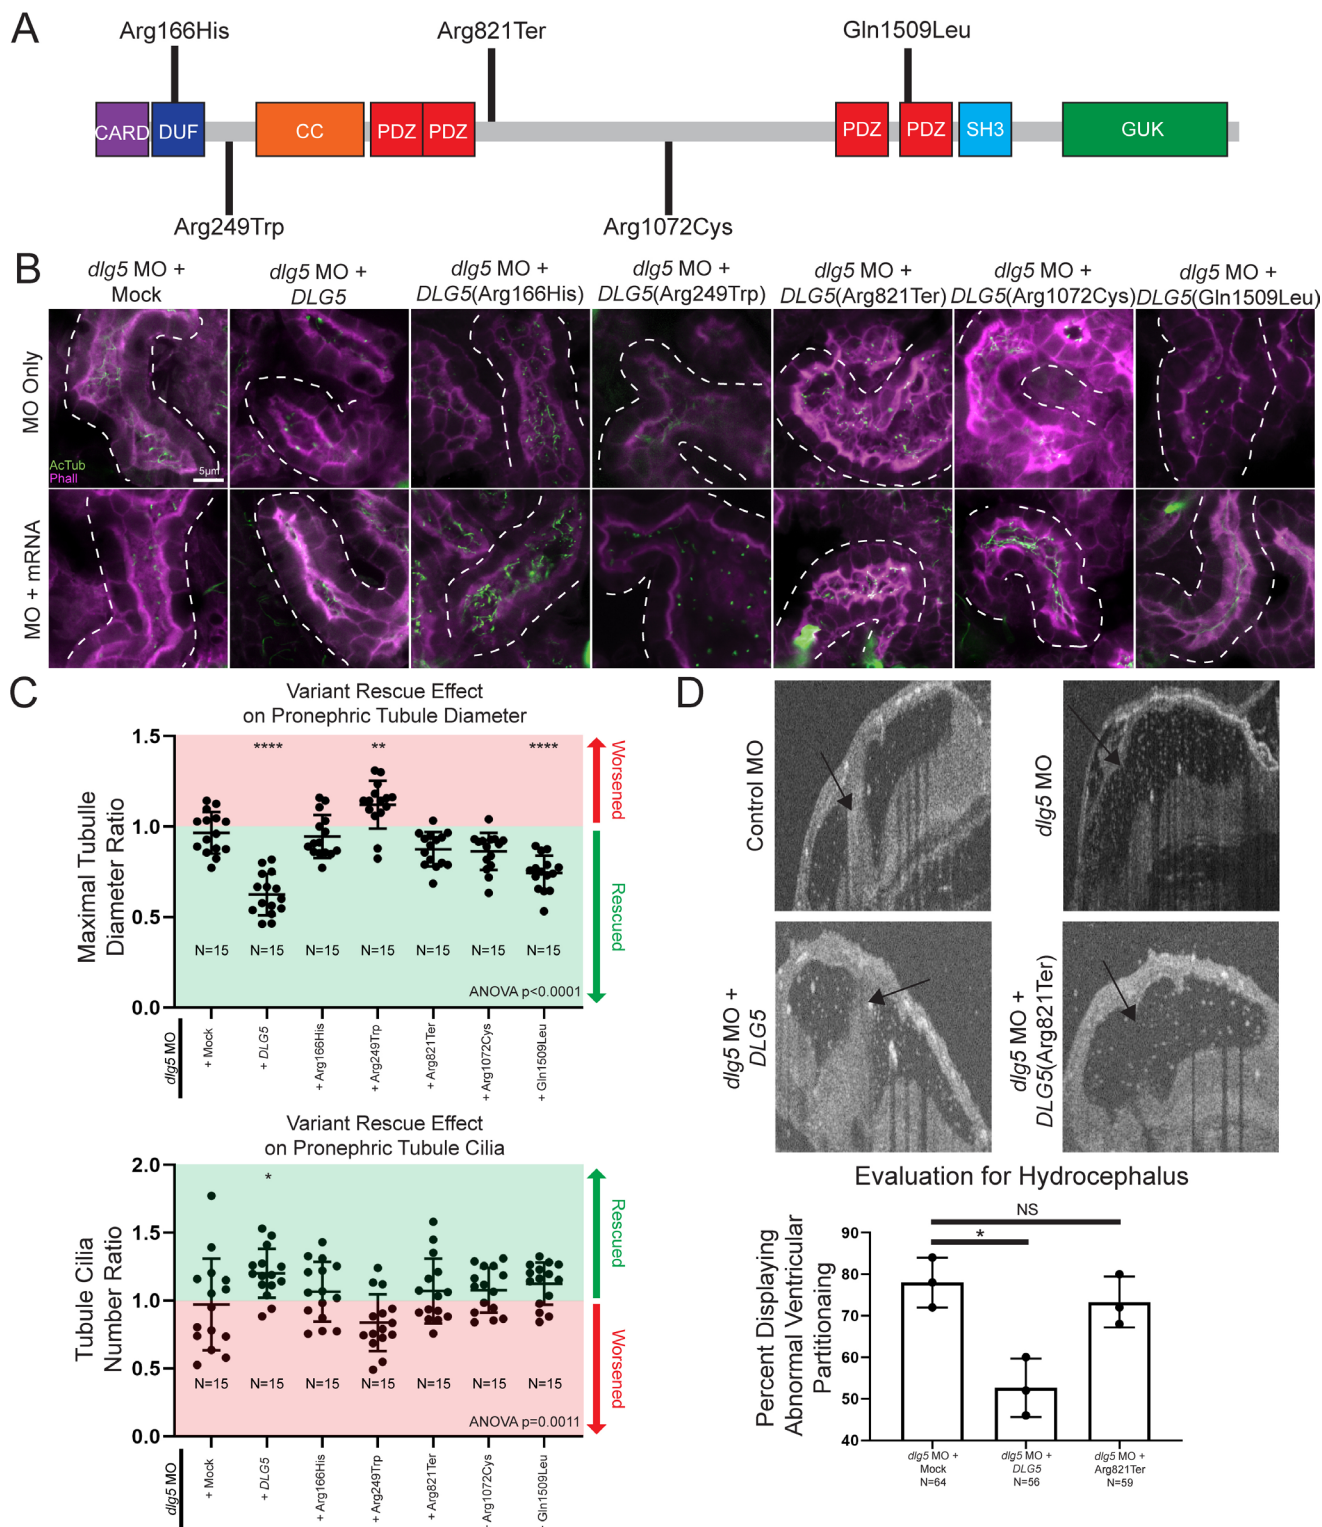 A
Arg166His
Arg821Ter
Gln1509Leu
CARD DUF CC PDZ PDZ PDZ PDZ SH3 GUK
Arg249Trp
Arg1072Cys
B
dlg5 MO +
Mock
dlg5 MO +
DLG5
dlg5 MO +
DLG5(Arg166His)
dlg5 MO +
DLG5(Arg249Trp)
dlg5 MO +
DLG5(Arg821Ter)
dlg5 MO +
DLG5(Arg1072Cys)
dlg5 MO +
DLG5(Gln1509Leu)
MO Only
AcTub
Phall
5µm
MO + mRNA
C
Variant Rescue Effect
on Pronephric Tubule Diameter
Maximal Tubulle
Diameter Ratio
1.5
1.0
0.5
0.0
**** ** ****
Worsened
Rescued
N=15 N=15 N=15 N=15 N=15 N=15 N=15
ANOVA p<0.0001
dlg5 MO
+ Mock
+ DLG5
+ Arg166His
+ Arg249Trp
+ Arg821Ter
+ Arg1072Cys
+ Gln1509Leu
Variant Rescue Effect
on Pronephric Tubule Cilia
Tubule Cilia
Number Ratio
2.0
1.5
1.0
0.5
0.0
*
Rescued
Worsened
N=15 N=15 N=15 N=15 N=15 N=15 N=15
ANOVA p=0.0011
dlg5 MO
+ Mock
+ DLG5
+ Arg166His
+ Arg249Trp
+ Arg821Ter
+ Arg1072Cys
+ Gln1509Leu
D
Control MO
dlg5 MO
dlg5 MO +
DLG5
dlg5 MO +
DLG5(Arg821Ter)
Evaluation for Hydrocephalus
Percent Displaying
Abnormal Ventricular
Partitionaing
90
80
70
60
50
40
NS
*
dlg5 MO +
Mock
N=64
dlg5 MO +
DLG5
N=56
dlg5 MO +
Arg821Ter
N=59